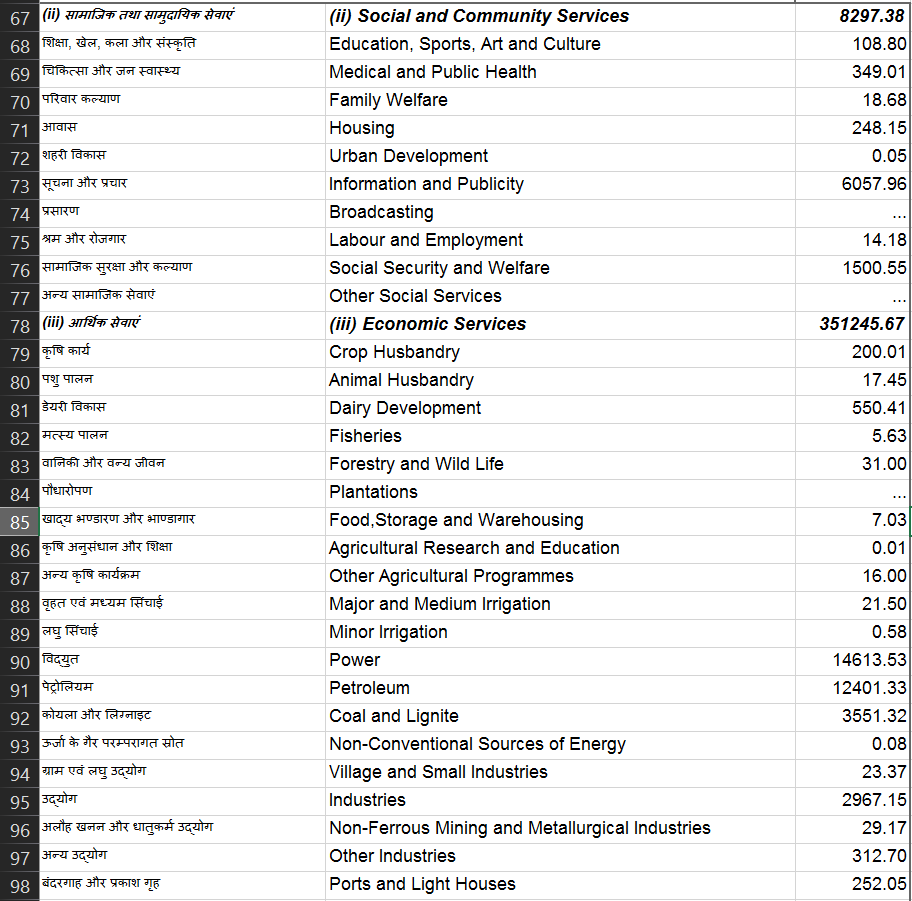 67 (ii) सामाजिक तथा सामुदायिक सेवाएं (ii) Social and Community Services 8297.38
68 शिक्षा, खेल, कला और संस्कृति Education, Sports, Art and Culture 108.80
69 चिकित्सा और जन स्वास्थ्य Medical and Public Health 349.01
70 परिवार कल्याण Family Welfare 18.68
71 आवास Housing 248.15
72 शहरी विकास Urban Development 0.05
73 सूचना और प्रचार Information and Publicity 6057.96
74 प्रसारण Broadcasting ...
75 श्रम और रोजगार Labour and Employment 14.18
76 सामाजिक सुरक्षा और कल्याण Social Security and Welfare 1500.55
77 अन्य सामाजिक सेवाएं Other Social Services ...
78 (iii) आर्थिक सेवाएं (iii) Economic Services 351245.67
79 कृषि कार्य Crop Husbandry 200.01
80 पशु पालन Animal Husbandry 17.45
81 डेयरी विकास Dairy Development 550.41
82 मत्स्य पालन Fisheries 5.63
83 वानिकी और वन्य जीवन Forestry and Wild Life 31.00
84 पौधारोपण Plantations ...
85 खाद्य भण्डारण और भाण्डागार Food,Storage and Warehousing 7.03
86 कृषि अनुसंधान और शिक्षा Agricultural Research and Education 0.01
87 अन्य कृषि कार्यक्रम Other Agricultural Programmes 16.00
88 वृहत एवं मध्यम सिंचाई Major and Medium Irrigation 21.50
89 लघु सिंचाई Minor Irrigation 0.58
90 विद्युत Power 14613.53
91 पेट्रोलियम Petroleum 12401.33
92 कोयला और लिग्नाइट Coal and Lignite 3551.32
93 ऊर्जा के गैर परम्परागत स्रोत Non-Conventional Sources of Energy 0.08
94 ग्राम एवं लघु उद्योग Village and Small Industries 23.37
95 उद्योग Industries 2967.15
96 अलौह खनन और धातुकर्म उद्योग Non-Ferrous Mining and Metallurgical Industries 29.17
97 अन्य उद्योग Other Industries 312.70
98 बंदरगाह और प्रकाश गृह Ports and Light Houses 252.05